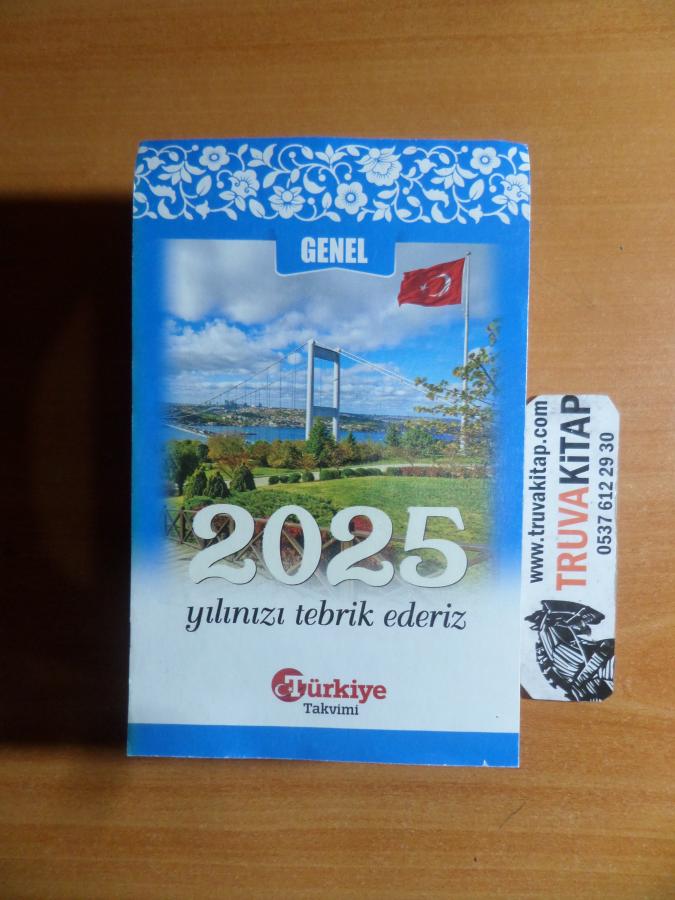 GENEL
2025
yılınızı tebrik ederiz
Türkiye
Takvimi
www.truvakitap.com
TRUVAKİTAP
0537 612 29 30